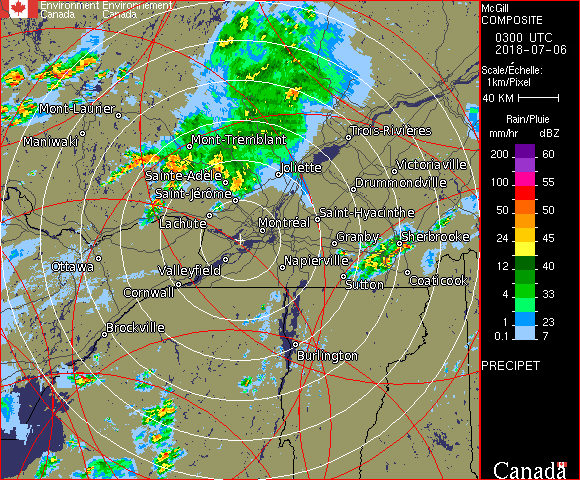 Environment Environnement
Canada Canada
McGill
COMPOSITE
0300 UTC
2018-07-06
Scale/Échelle:
1km/Pixel
40 KM
Rain/Pluie
mm/hr dBZ
200 60
100 55
50 50
24 45
12 40
4 33
1 23
0.1 7
PRECIPET
Canada
Mont-Laurier
Maniwaki
Mont-Tremblant
Trois-Rivières
Sainte-Adèle
Joliette
Victoriaville
Saint-Jérôme
Drummondville
Lachute
Montréal
Saint-Hyacinthe
Granby
Sherbrooke
Ottawa
Valleyfield
Napierville
Cornwall
Sutton
Coaticook
Brockville
Burlington